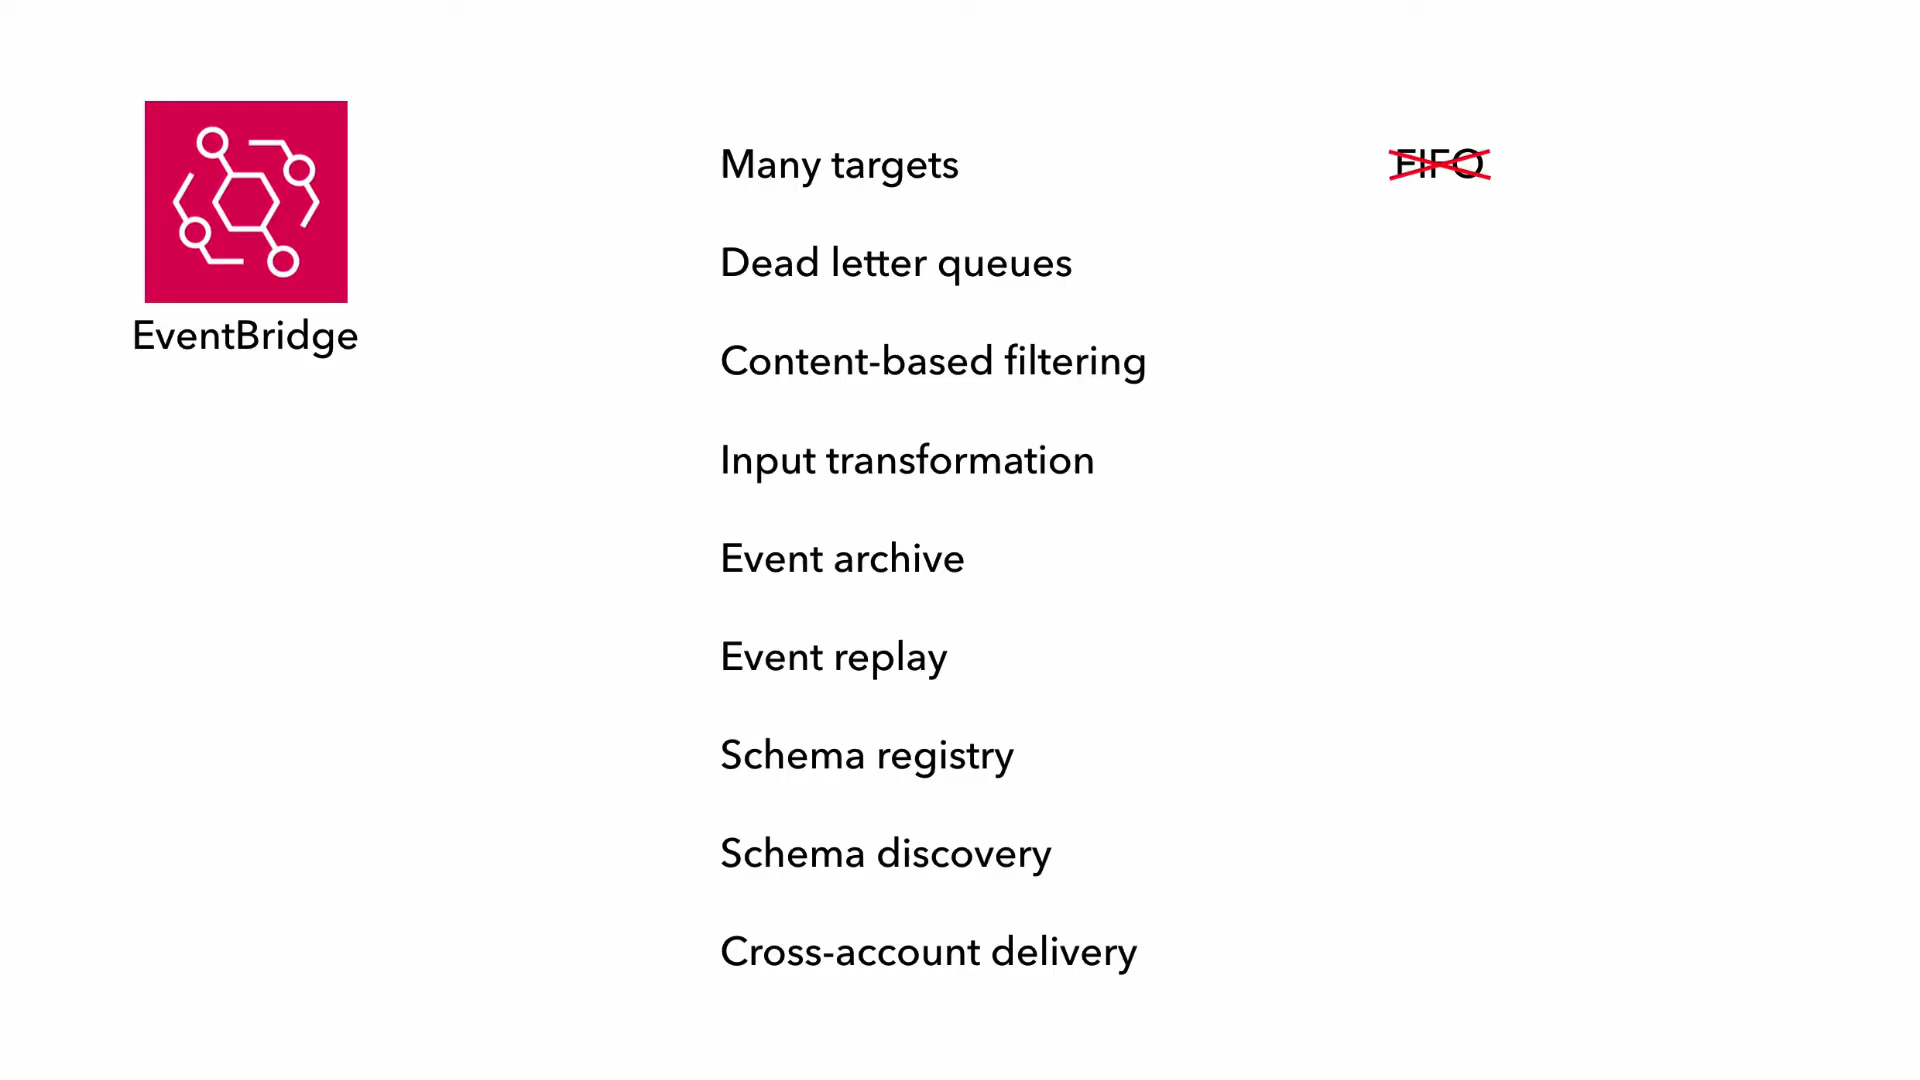 EventBridge
Many targets
Dead letter queues
Content-based filtering
Input transformation
Event archive
Event replay
Schema registry
Schema discovery
Cross-account delivery
FIFO